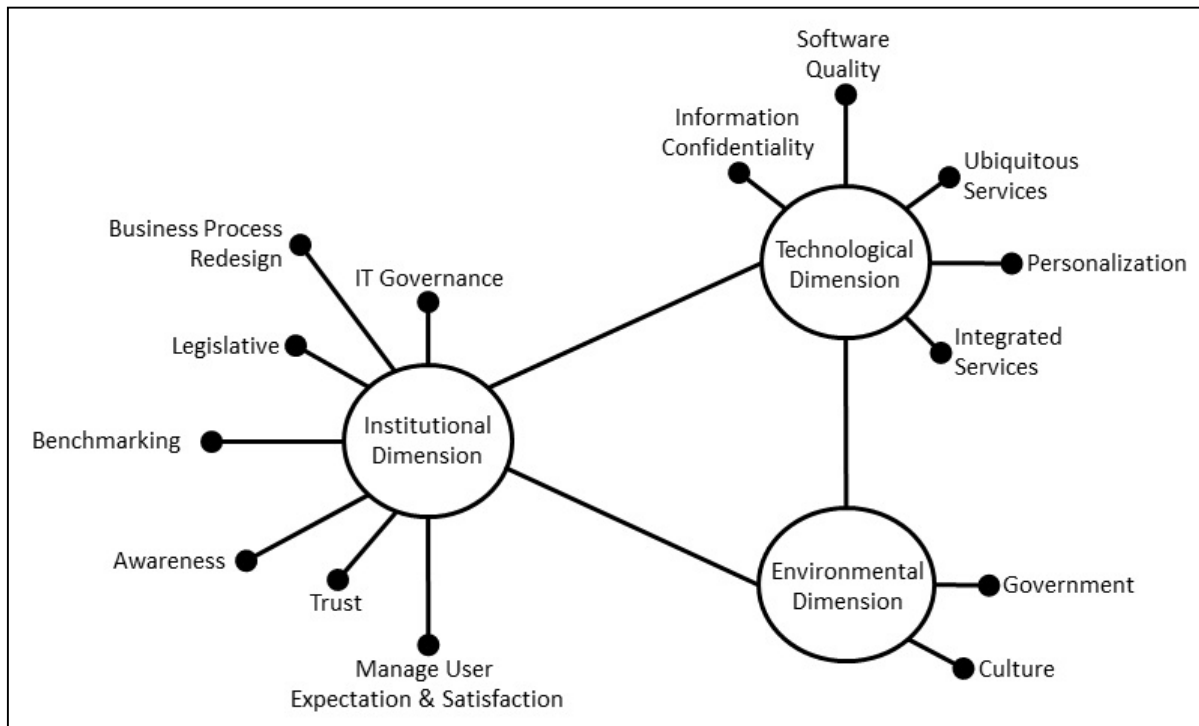 Software
Quality
Information
Confidentiality
Ubiquitous
Services
Business Process
Redesign
IT Governance
Technological
Dimension
Personalization
Legislative
Integrated
Services
Benchmarking
Institutional
Dimension
Awareness
Trust
Environmental
Dimension
Government
Manage User
Expectation & Satisfaction
Culture